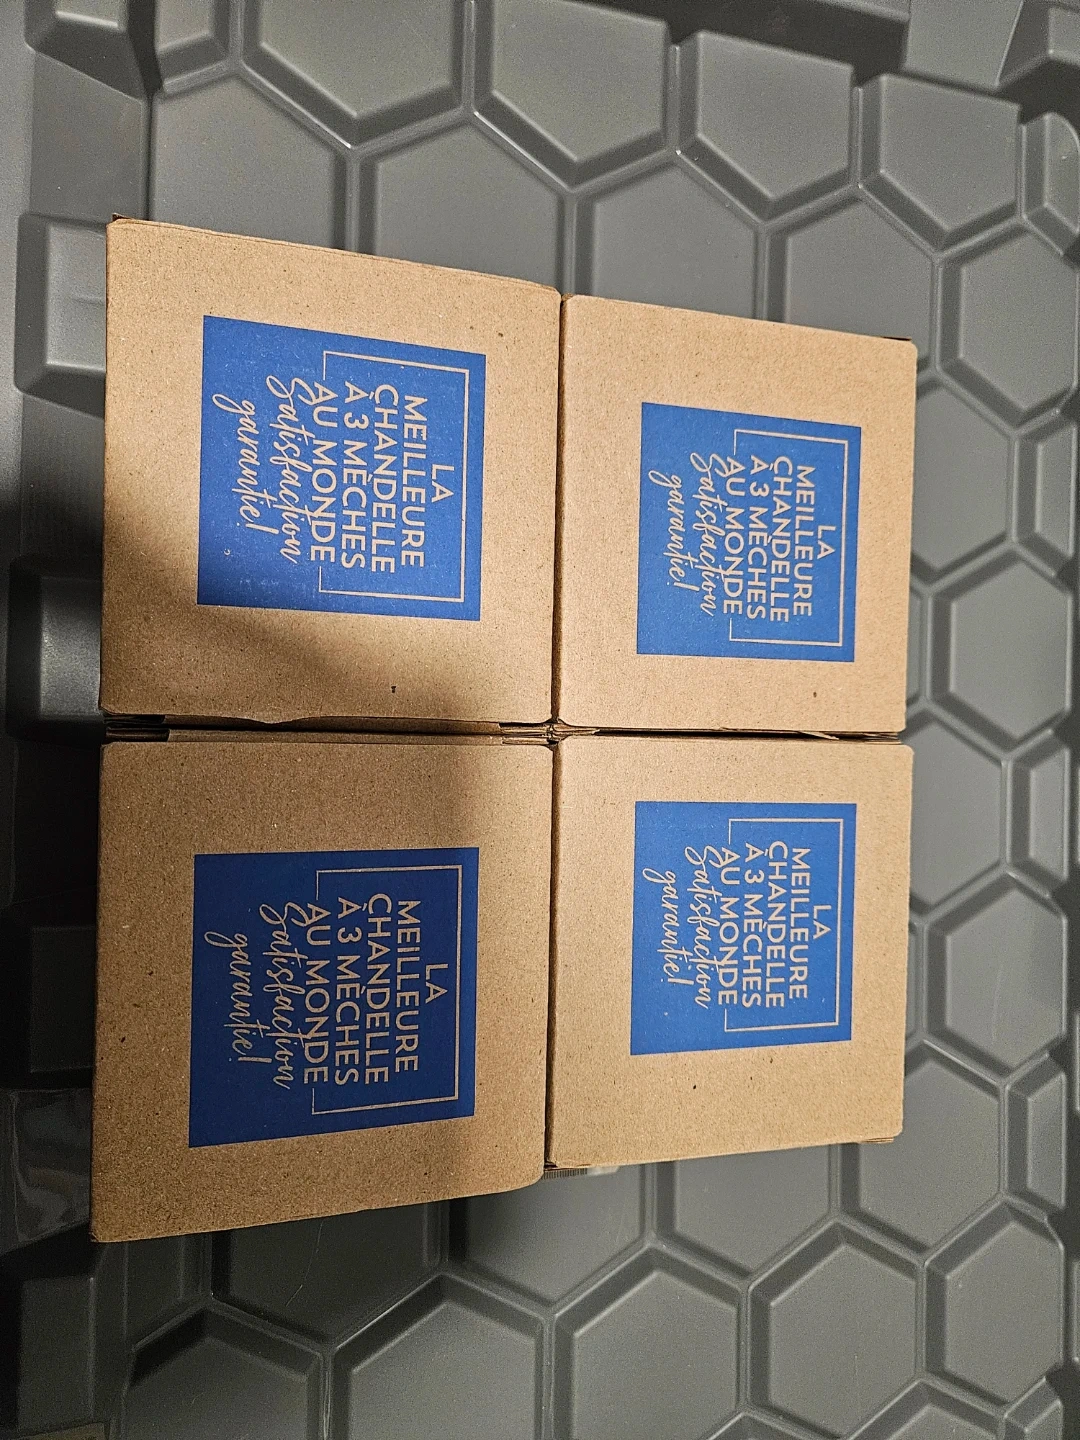 LA
MEILLEURE
CHANDELLE
À 3 MÈCHES
AU MONDE
Satisfaction
garantie!
LA
MEILLEURE
CHANDELLE
À 3 MÈCHES
AU MONDE
Satisfaction
garantie!
LA
MEILLEURE
CHANDELLE
À 3 MÈCHES
AU MONDE
Satisfaction
garantie!
LA
MEILLEURE
CHANDELLE
À 3 MÈCHES
AU MONDE
Satisfaction
garantie!